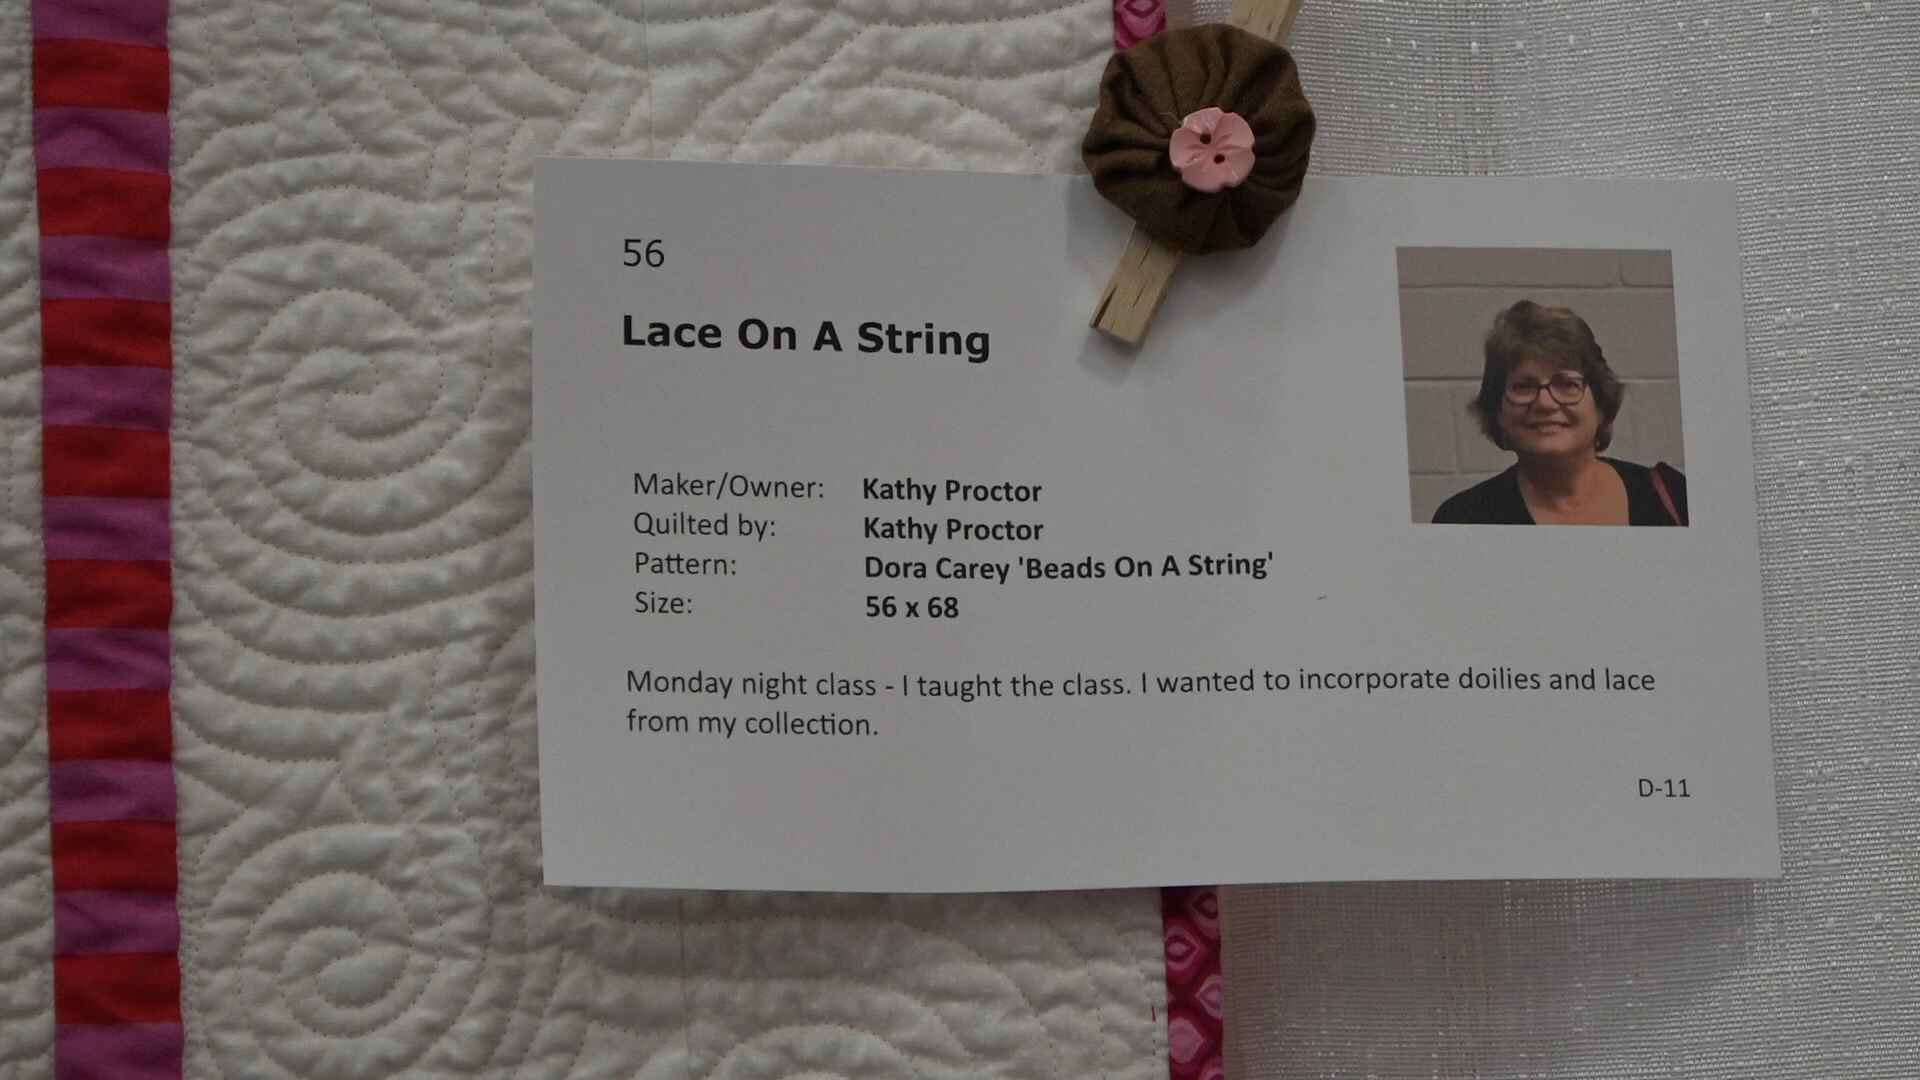 56
Lace On A String
Maker/Owner: Kathy Proctor
Quilted by: Kathy Proctor
Pattern: Dora Carey 'Beads On A String'
Size: 56 x 68
Monday night class - I taught the class. I wanted to incorporate doilies and lace
from my collection.
D-11